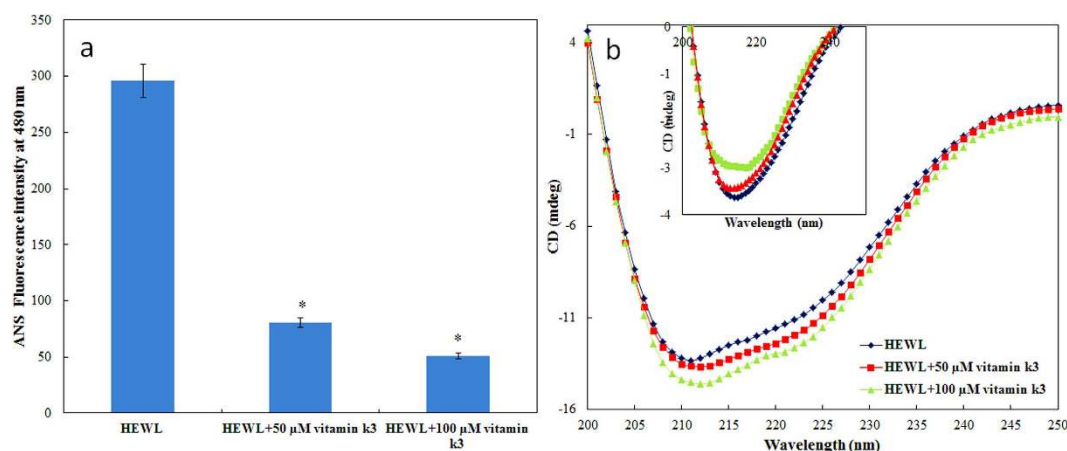 a
ANS Fluorescence intensity at 480 nm
350
300
250
200
150
100
50
0
*
*
HEWL
HEWL+50 µM vitamin k3
HEWL+100 µM vitamin k3
b
CD (mdeg)
4
-1
-6
-11
-16
200
205
210
215
220
225
230
235
240
245
250
Wavelength (nm)
HEWL
HEWL+50 µM vitamin k3
HEWL+100 µM vitamin k3
200
220
240
0
-1
-2
-3
-4
CD (mdeg)
Wavelength (nm)